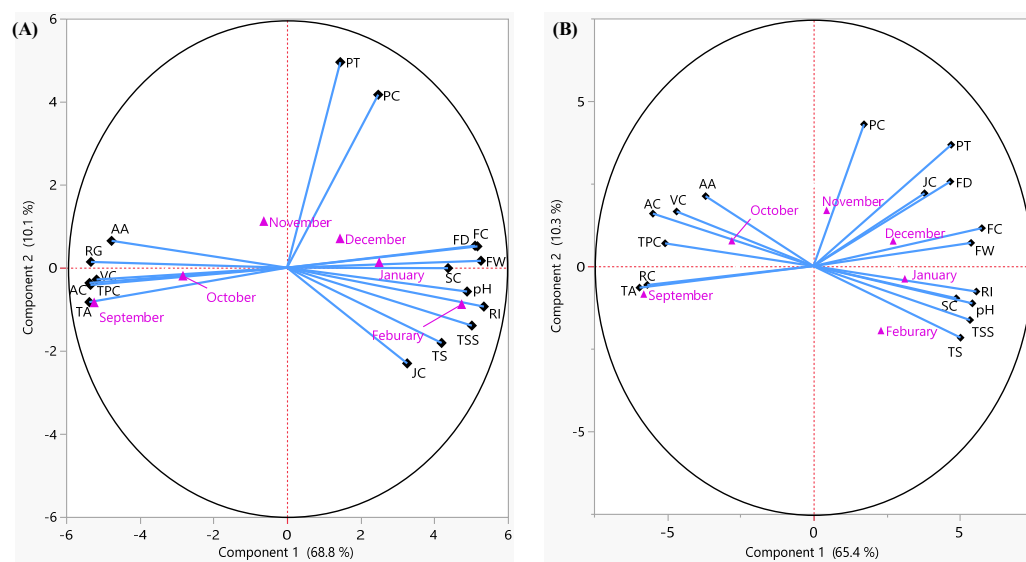 (A)
6
4
2
0
-2
-4
-6
-6
-4
-2
0
2
4
6
Component 2 (10.1 %)
Component 1 (68.8 %)
PT
PC
November
December
AA
RG
VC
AC
TPC
TA
September
October
FD
FC
FW
SC
January
pH
RI
Feburary
TSS
TS
JC
(B)
5
0
-5
-5
0
5
Component 2 (10.3 %)
Component 1 (65.4 %)
PC
PT
JC
FD
AA
VC
AC
October
November
December
FC
FW
TPC
RC
TA
September
January
RI
SC
pH
TSS
Feburary
TS